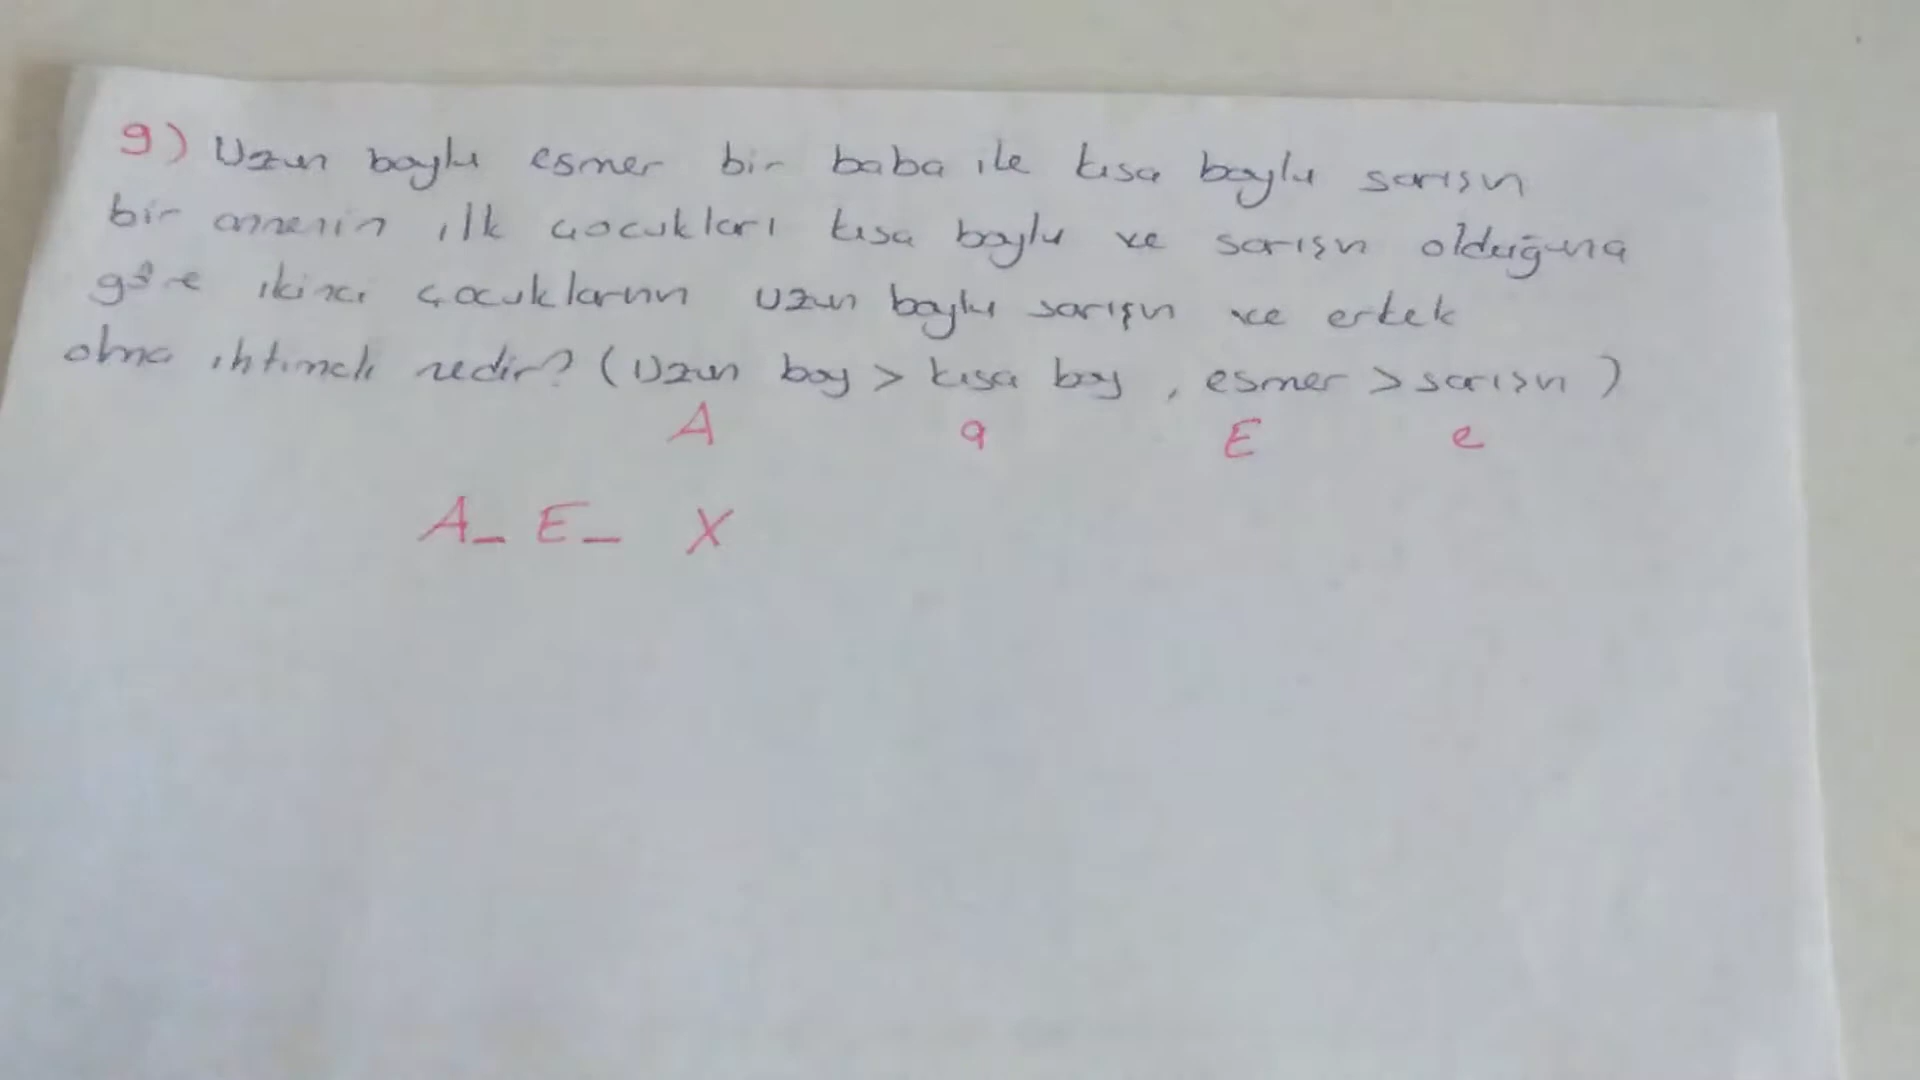 9) Uzun boylu esmer bir baba ile kısa boylu sarışın
bir annenin ilk çocukları kısa boylu ve sarışın olduğuna
göre ikinci çocuklarının uzun boylu sarışın ve erkek
olma ihtimali nedir? (Uzun boy > kısa boy , esmer > sarışın )
A a E e
A_ E_ X